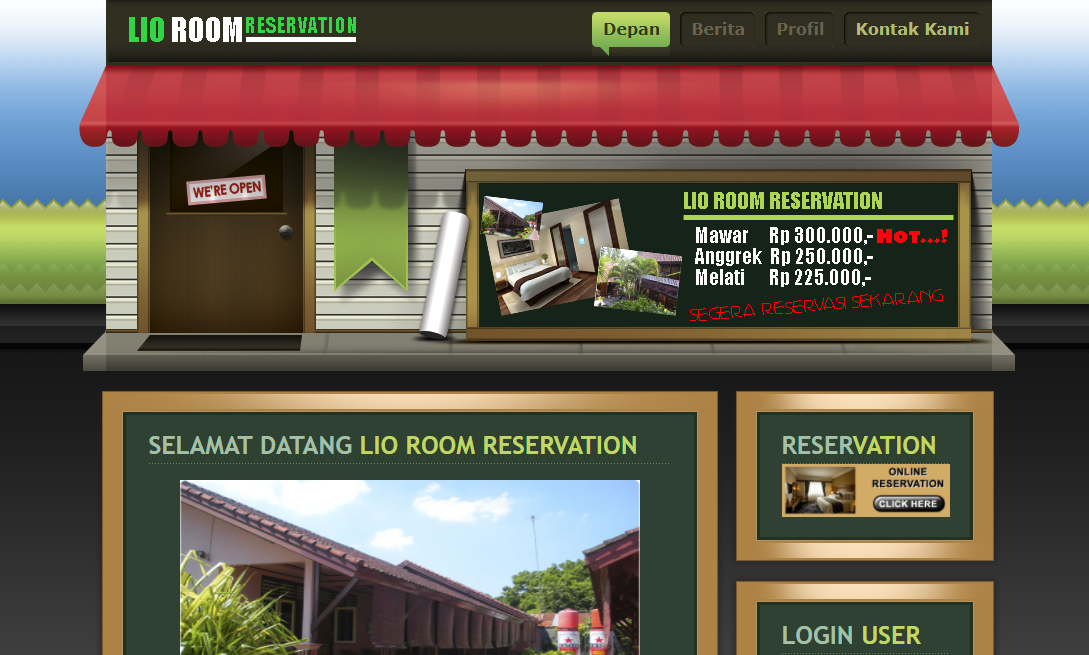 LIO ROOM RESERVATION
Depan Berita Profil Kontak Kami
WE'RE OPEN
LIO ROOM RESERVATION
Mawar Rp 300.000,- HOT...!
Anggrek Rp 250.000,-
Melati Rp 225.000,-
SEGERA RESERVASI SEKARANG
SELAMAT DATANG LIO ROOM RESERVATION
RESERVATION
ONLINE
RESERVATION
CLICK HERE
LOGIN USER